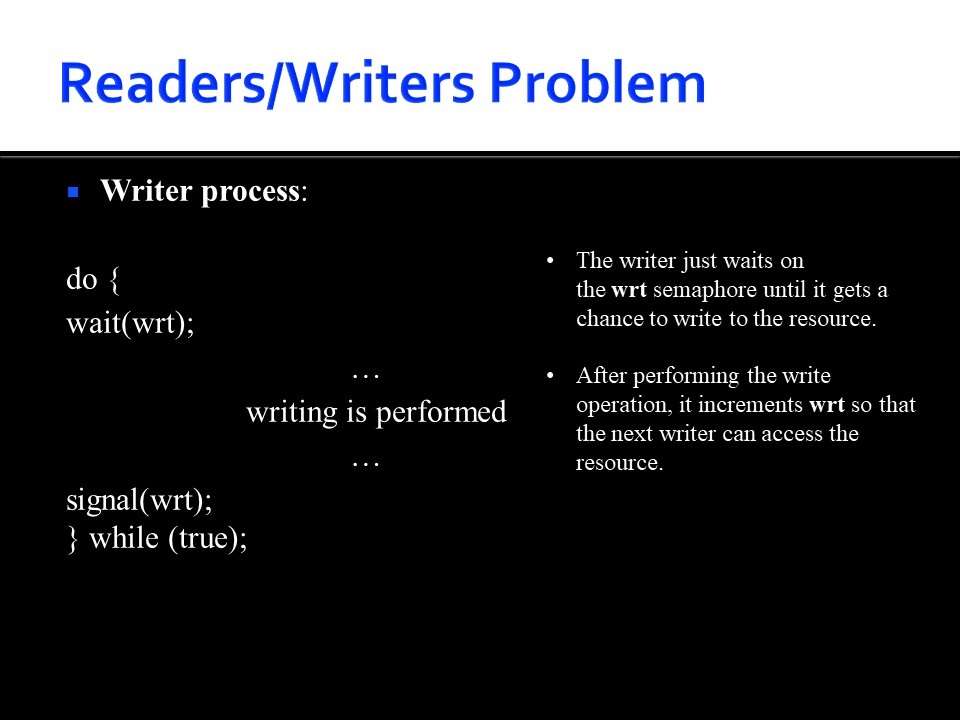 Readers/Writers Problem
▪ Writer process:
do {
wait(wrt);
…
writing is performed
…
signal(wrt);
} while (true);
• The writer just waits on
the wrt semaphore until it gets a
chance to write to the resource.
• After performing the write
operation, it increments wrt so that
the next writer can access the
resource.